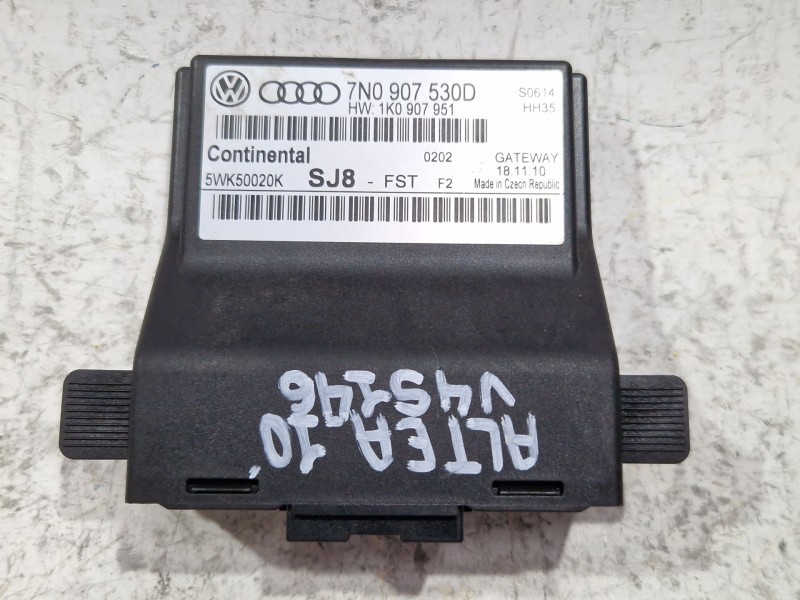 7N0 907 530D
S0614
HW: 1K0 907 951
HH35
Continental 0202 GATEWAY
18.11.10
5WK50020K SJ8 - FST F2 Made in Czech Republic
ALTEA 10'
V4S146